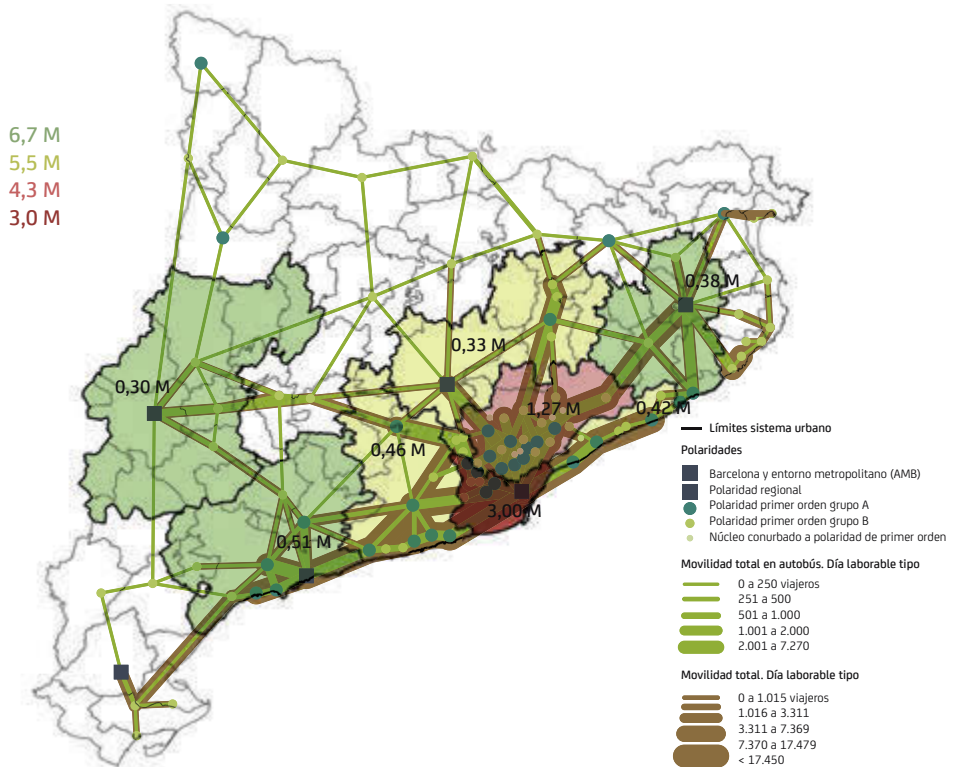 6,7 M
5,5 M
4,3 M
3,0 M
0,38 M
0,33 M
0,30 M
1,27 M
0,42 M
0,46 M
3,00 M
0,51 M
Límites sistema urbano
Polaridades
Barcelona y entorno metropolitano (AMB)
Polaridad regional
Polaridad primer orden grupo A
Polaridad primer orden grupo B
Núcleo conurbado a polaridad de primer orden
Movilidad total en autobús. Día laborable tipo
0 a 250 viajeros
251 a 500
501 a 1.000
1.001 a 2.000
2.001 a 7.270
Movilidad total. Día laborable tipo
0 a 1.015 viajeros
1.016 a 3.311
3.311 a 7.369
7.370 a 17.479
< 17.450